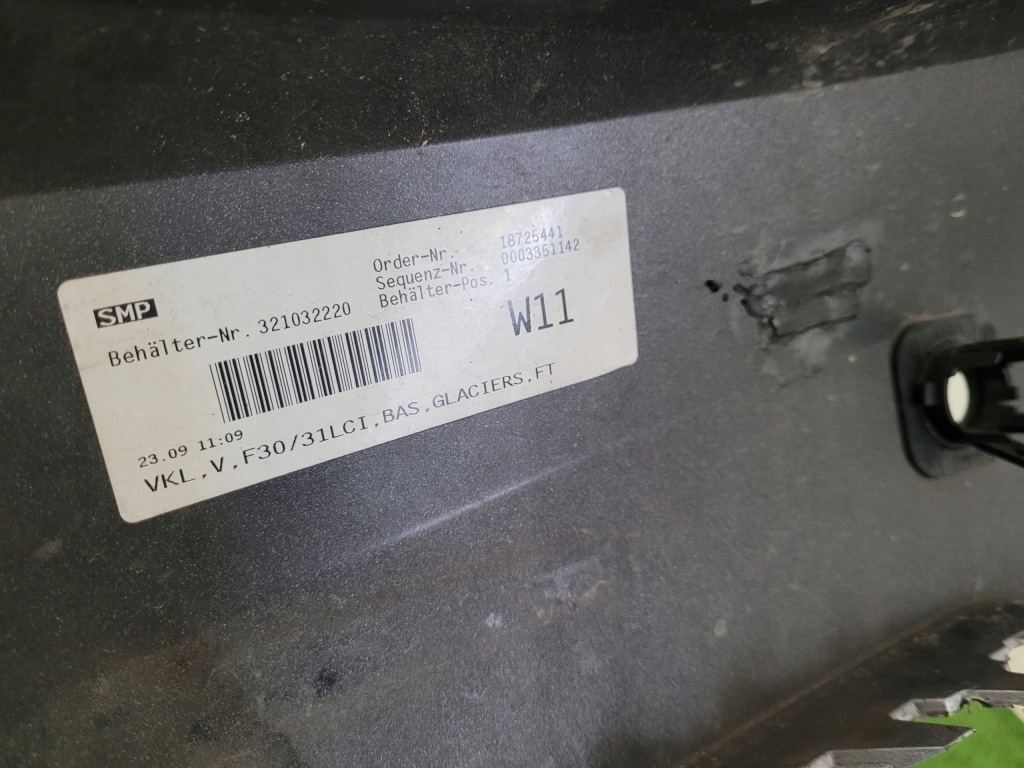 SMP
Order-Nr. 18725441
Sequenz-Nr. 0003351142
Behälter-Pos. 1
Behälter-Nr. 321032220
W11
23.09 11:09
VKL,V,F30/31LCI,BAS,GLACIERS,FT